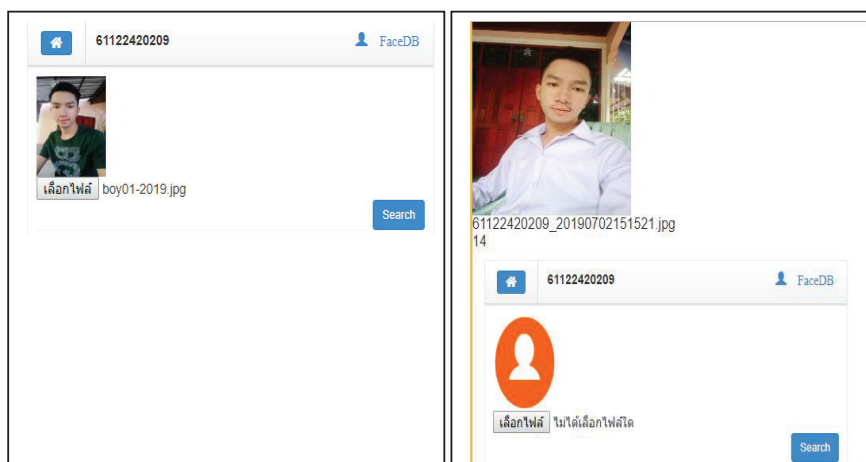 61122420209 FaceDB
เลือกไฟล์ boy01-2019.jpg
Search
61122420209_20190702151521.jpg
14
61122420209 FaceDB
เลือกไฟล์ ไม่ได้เลือกไฟล์ใด
Search